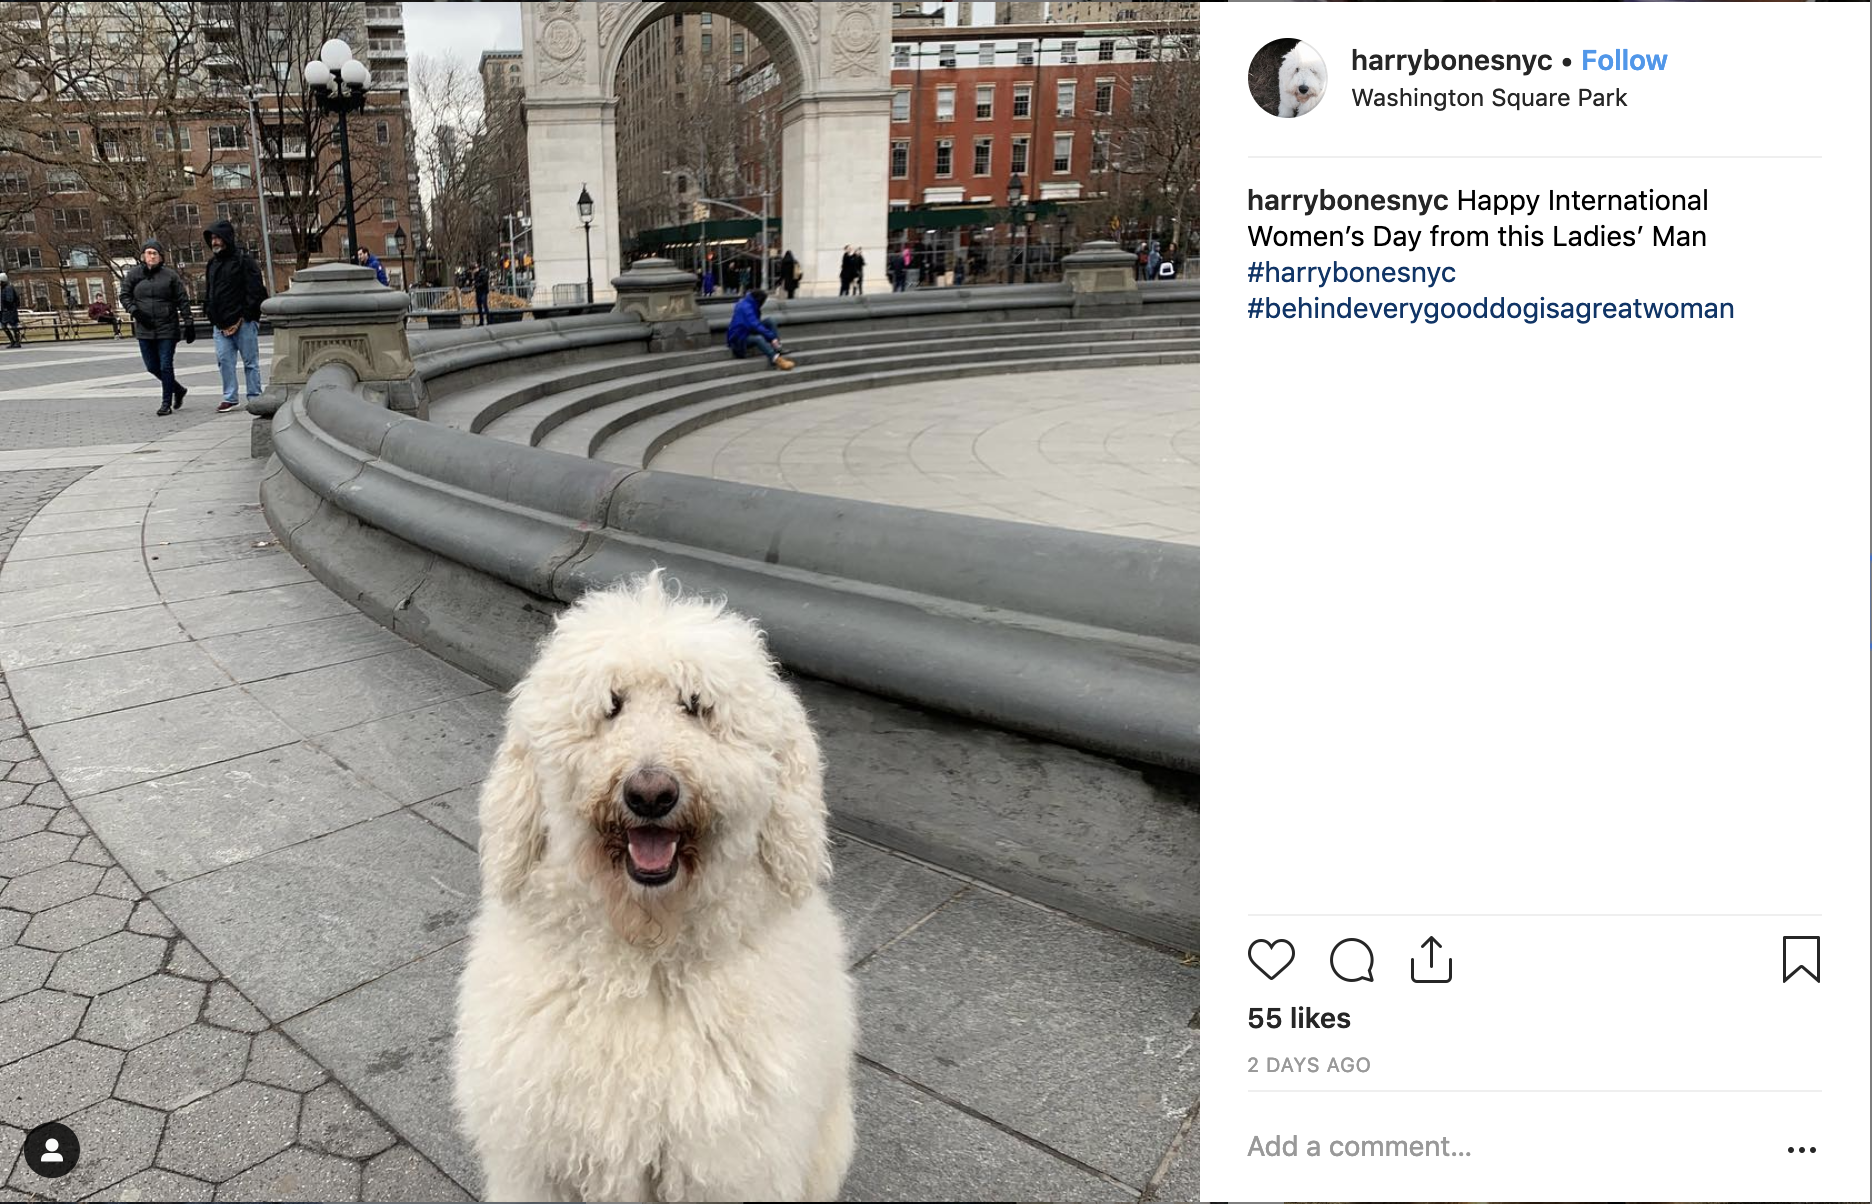 harrybonesnyc • Follow
Washington Square Park
harrybonesnyc Happy International
Women’s Day from this Ladies’ Man
#harrybonesnyc
#behindeverygooddogisagreatwoman
55 likes
2 DAYS AGO
Add a comment...